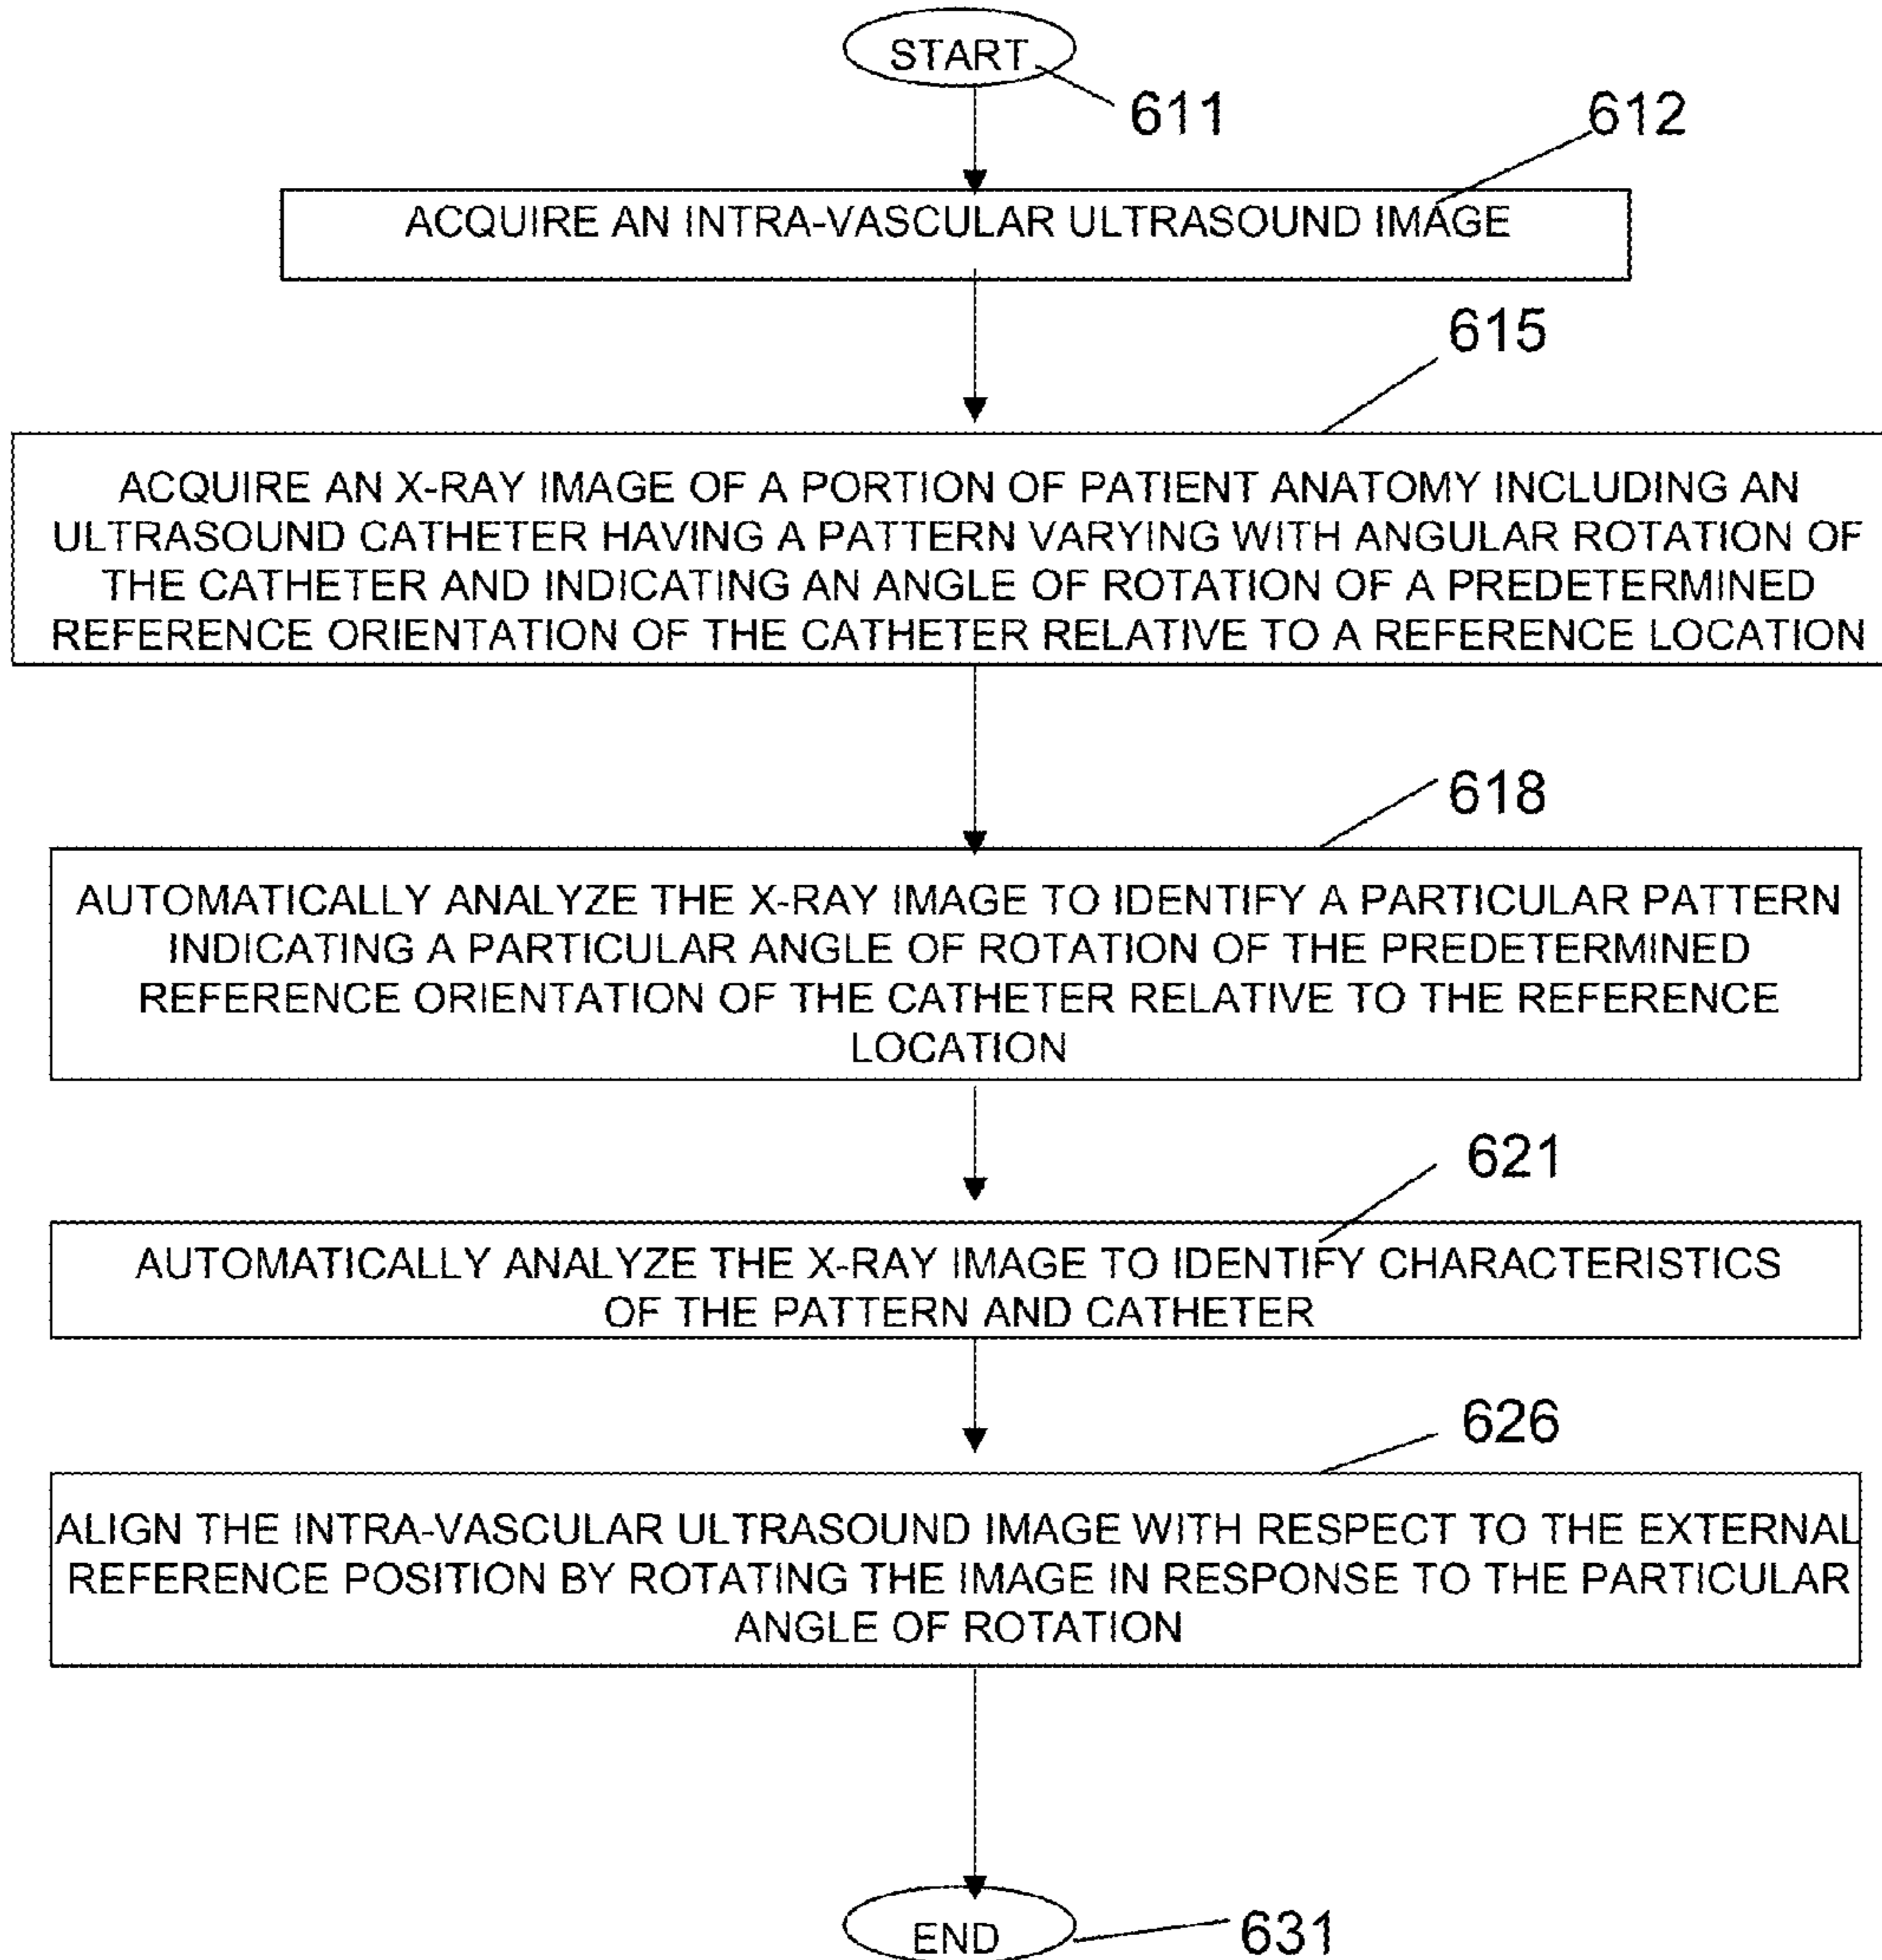 START
611
612
ACQUIRE AN INTRA-VASCULAR ULTRASOUND IMAGE
615
ACQUIRE AN X-RAY IMAGE OF A PORTION OF PATIENT ANATOMY INCLUDING AN
ULTRASOUND CATHETER HAVING A PATTERN VARYING WITH ANGULAR ROTATION OF
THE CATHETER AND INDICATING AN ANGLE OF ROTATION OF A PREDETERMINED
REFERENCE ORIENTATION OF THE CATHETER RELATIVE TO A REFERENCE LOCATION
618
AUTOMATICALLY ANALYZE THE X-RAY IMAGE TO IDENTIFY A PARTICULAR PATTERN
INDICATING A PARTICULAR ANGLE OF ROTATION OF THE PREDETERMINED
REFERENCE ORIENTATION OF THE CATHETER RELATIVE TO THE REFERENCE
LOCATION
621
AUTOMATICALLY ANALYZE THE X-RAY IMAGE TO IDENTIFY CHARACTERISTICS
OF THE PATTERN AND CATHETER
626
ALIGN THE INTRA-VASCULAR ULTRASOUND IMAGE WITH RESPECT TO THE EXTERNAL
REFERENCE POSITION BY ROTATING THE IMAGE IN RESPONSE TO THE PARTICULAR
ANGLE OF ROTATION
END
631